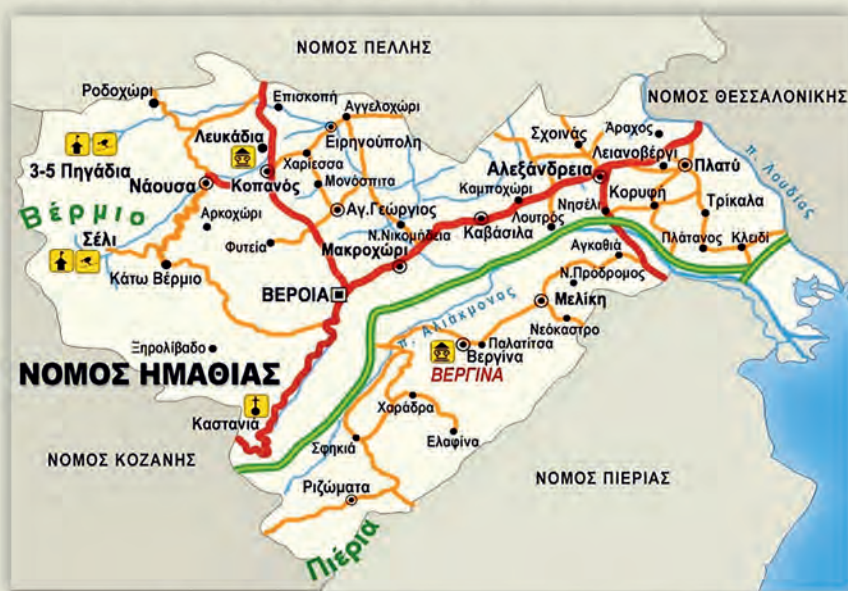 ΝΟΜΟΣ ΠΕΛΛΗΣ
Ροδοχώρι
ΝΟΜΟΣ ΘΕΣΣΑΛΟΝΙΚΗΣ
Επισκοπή
Αγγελοχώρι
Λευκάδια
Ειρηνούπολη
Σχοινάς
Άραχος
π. Λουδίας
3-5 Πηγάδια
Χαρίεσσα
Λειανοβέργι
Πλατύ
Νάουσα
Κοπανός
Μονόσπιτα
Αλεξάνδρεια
Καμποχώρι
Κορυφή
Βέρμιο
Αρκοχώρι
Αγ.Γεώργιος
Λουτρός
Νησέλι
Τρίκαλα
Σέλι
Φυτεία
Ν.Νικομήδεια
Καβάσιλα
Μακροχώρι
Αγκαθιά
Πλάτανος
Κλειδί
Κάτω Βέρμιο
Ν.Πρόδρομος
ΒΕΡΟΙΑ
π. Αλιάκμονας
Μελίκη
Νεόκαστρο
Ξηρολίβαδο
Παλατίτσα
Βεργίνα
ΝΟΜΟΣ ΗΜΑΘΙΑΣ
ΒΕΡΓΙΝΑ
Καστανιά
Χαράδρα
Ελαφίνα
Σφηκιά
ΝΟΜΟΣ ΚΟΖΑΝΗΣ
ΝΟΜΟΣ ΠΙΕΡΙΑΣ
Ριζώματα
Πιέρια